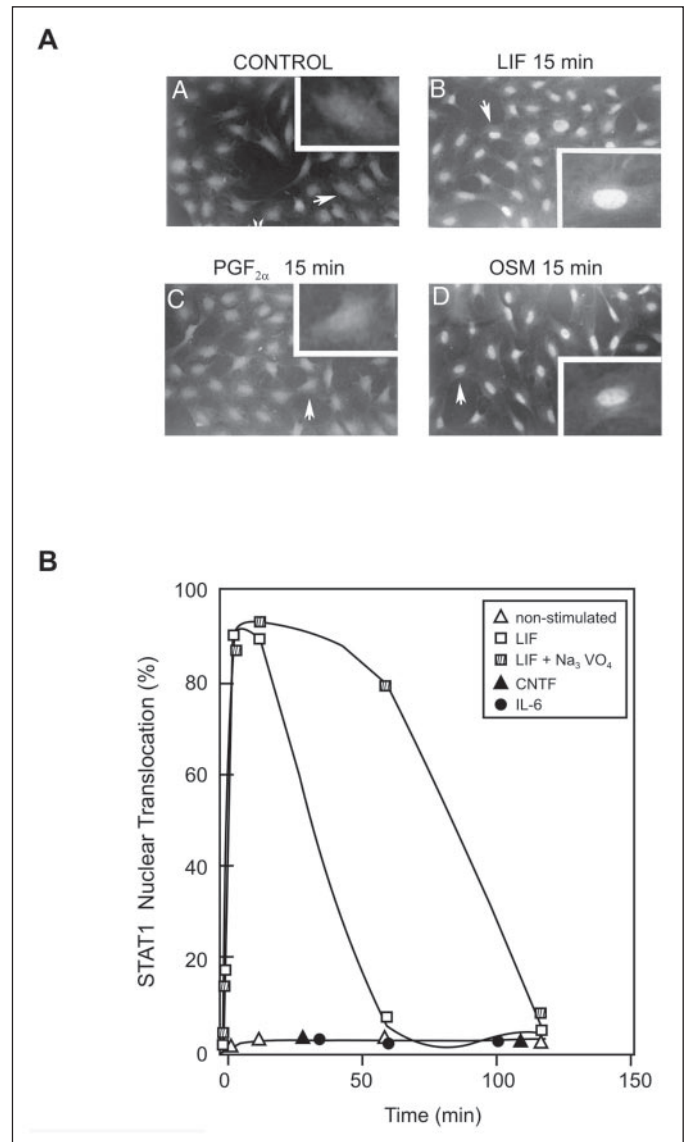 A
CONTROL
LIF 15 min
A
B
PGF2α 15 min
OSM 15 min
C
D
B
100
80
60
40
20
0
STAT1 Nuclear Translocation (%)
non-stimulated
LIF
LIF + Na3 VO4
CNTF
IL-6
0
50
100
150
Time (min)